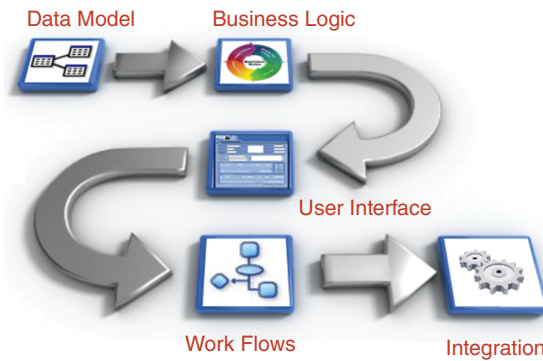 Data Model
Business Logic
User Interface
Work Flows
Integration